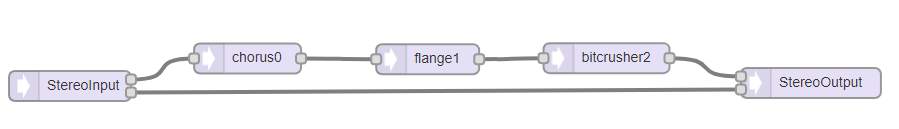 StereoInput
chorus0
flange1
bitcrusher2
StereoOutput